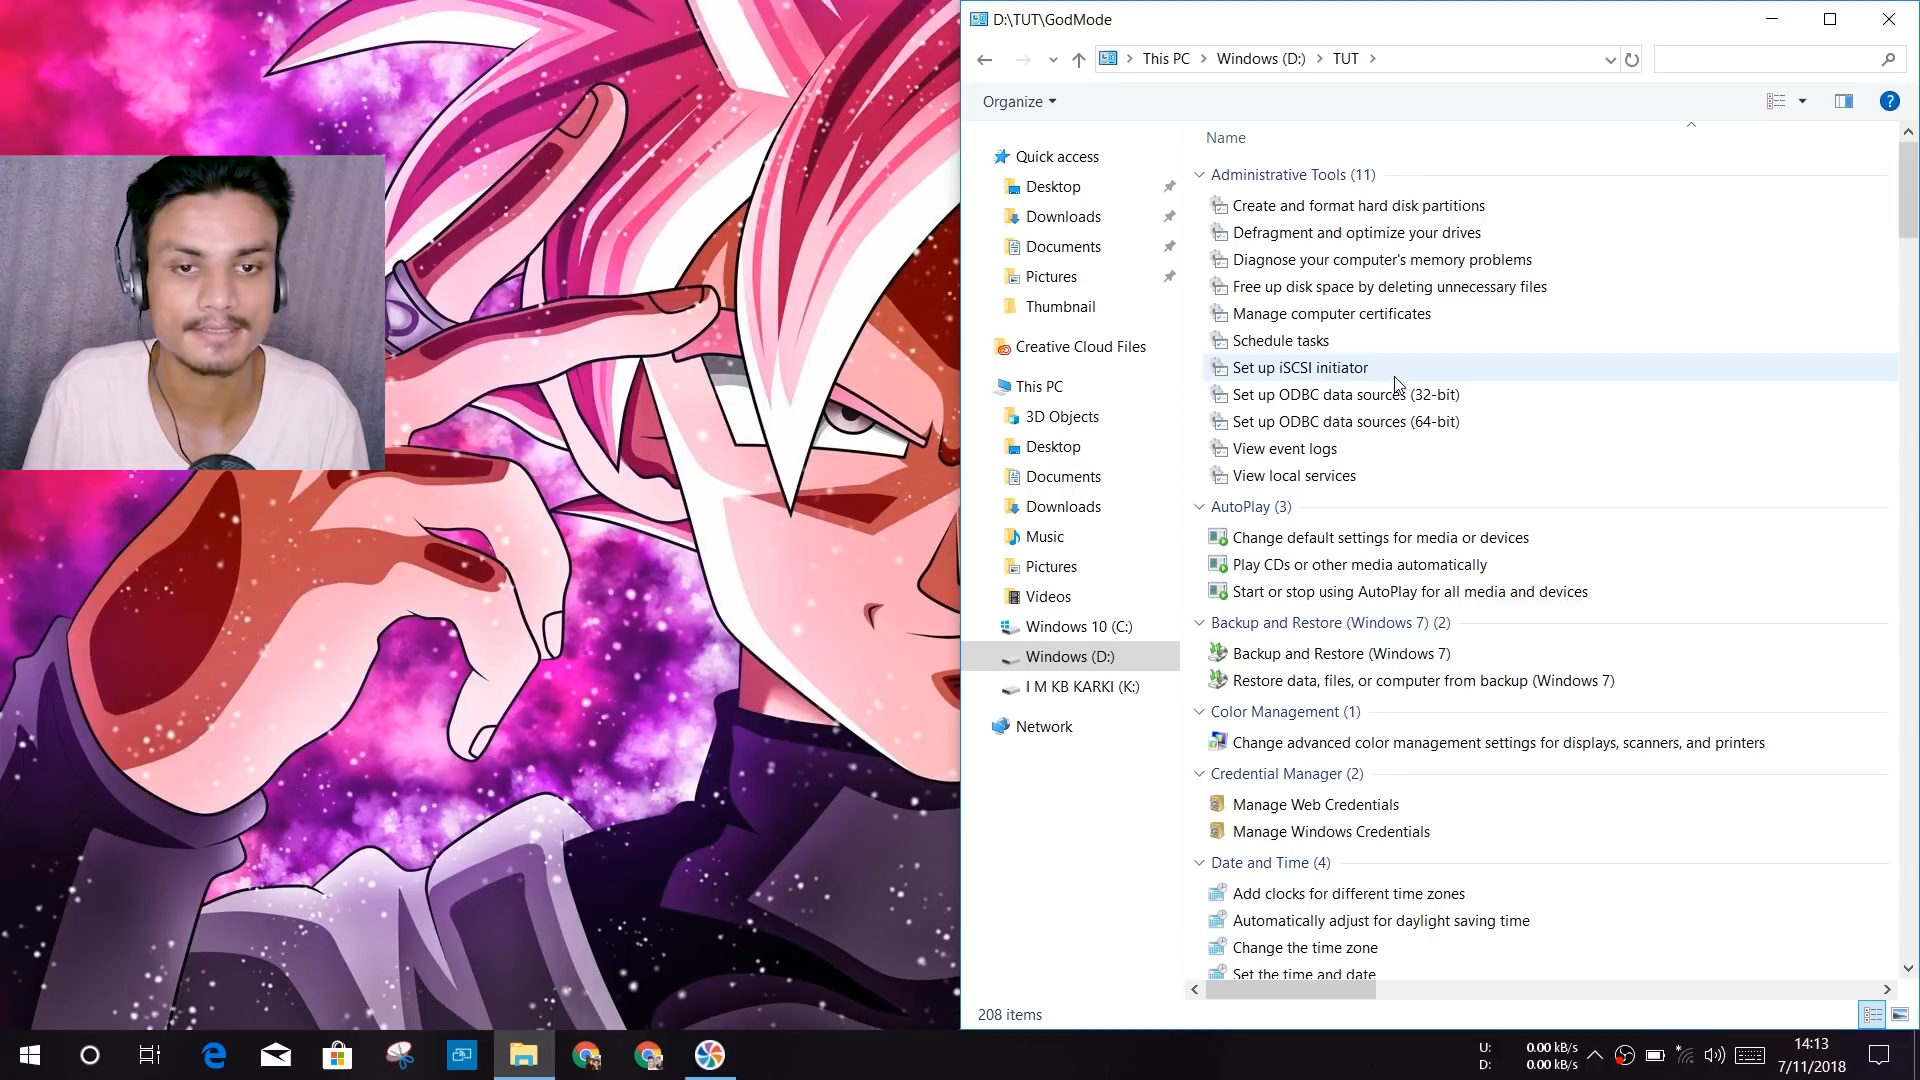 D:\TUT\GodMode
This PC
Windows (D:)
TUT
Organize
Quick access
Desktop
Downloads
Documents
Pictures
Thumbnail
Creative Cloud Files
This PC
3D Objects
Desktop
Documents
Downloads
Music
Pictures
Videos
Windows 10 (C:)
Windows (D:)
I M KB KARKI (K:)
Network
Name
Administrative Tools (11)
Create and format hard disk partitions
Defragment and optimize your drives
Diagnose your computer's memory problems
Free up disk space by deleting unnecessary files
Manage computer certificates
Schedule tasks
Set up iSCSI initiator
Set up ODBC data sources (32-bit)
Set up ODBC data sources (64-bit)
View event logs
View local services
AutoPlay (3)
Change default settings for media or devices
Play CDs or other media automatically
Start or stop using AutoPlay for all media and devices
Backup and Restore (Windows 7) (2)
Backup and Restore (Windows 7)
Restore data, files, or computer from backup (Windows 7)
Color Management (1)
Change advanced color management settings for displays, scanners, and printers
Credential Manager (2)
Manage Web Credentials
Manage Windows Credentials
Date and Time (4)
Add clocks for different time zones
Automatically adjust for daylight saving time
Change the time zone
Set the time and date
208 items
U: 0.00 kB/s
D: 0.00 kB/s
14:13
7/11/2018